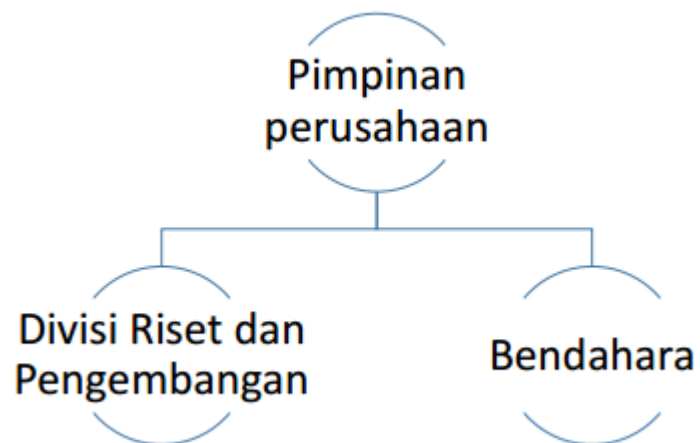 Pimpinan
perusahaan
Divisi Riset dan
Pengembangan
Bendahara